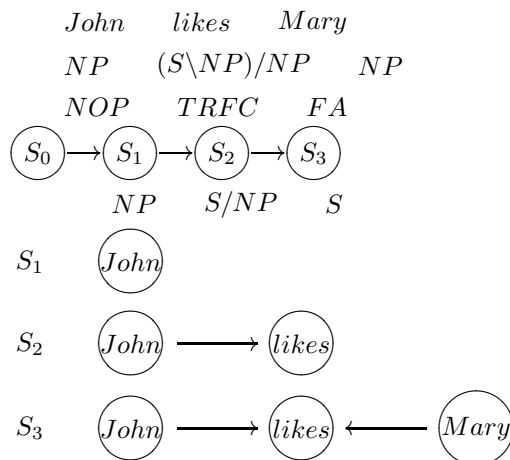 John likes Mary
NP (S\NP)/NP NP
NOP TRFC FA
S0 S1 S2 S3
NP S/NP S
S1 John
S2 John likes
S3 John likes Mary